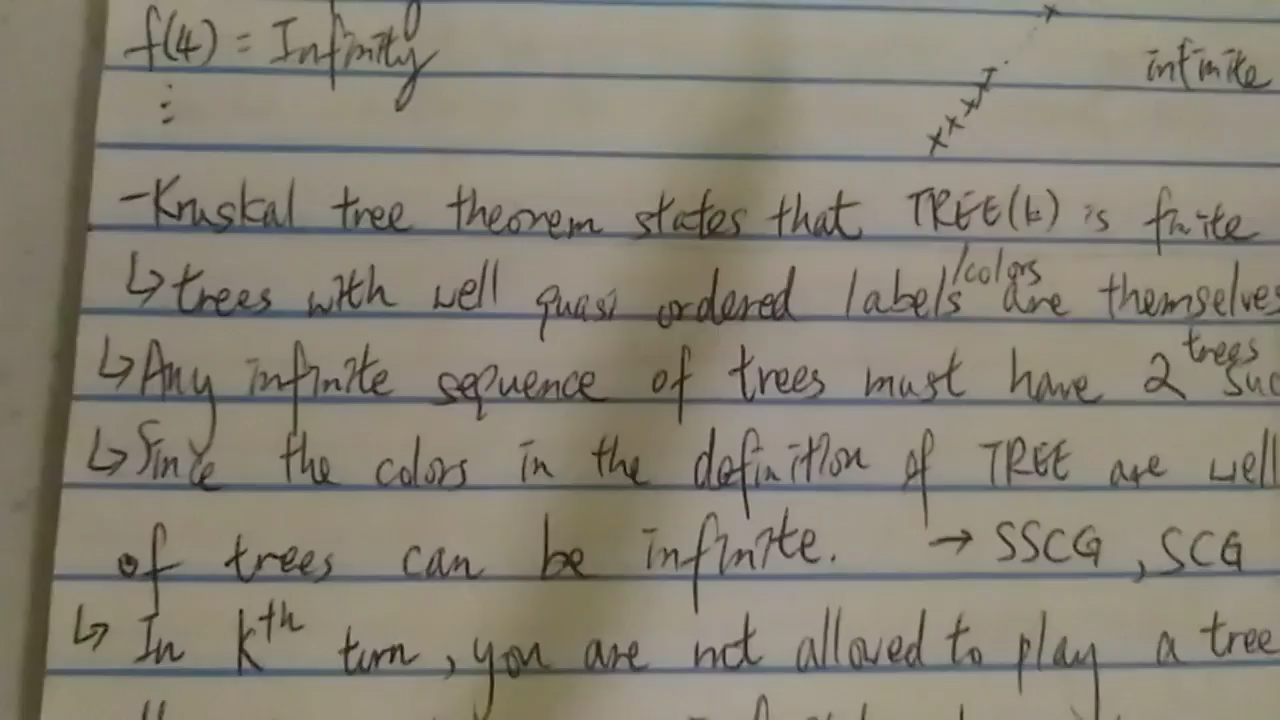 f(4) = Infinity
infinite
⋮
- Kruskal tree theorem states that TREE(k) is finite
↳ trees with well quasi ordered labels/colors are themselves
↳ Any infinite sequence of trees must have 2 trees suc
↳ Since the colors in the definition of TREE are well
of trees can be infinite. → SSCG, SCG
↳ In kth turn, you are not allowed to play a tree